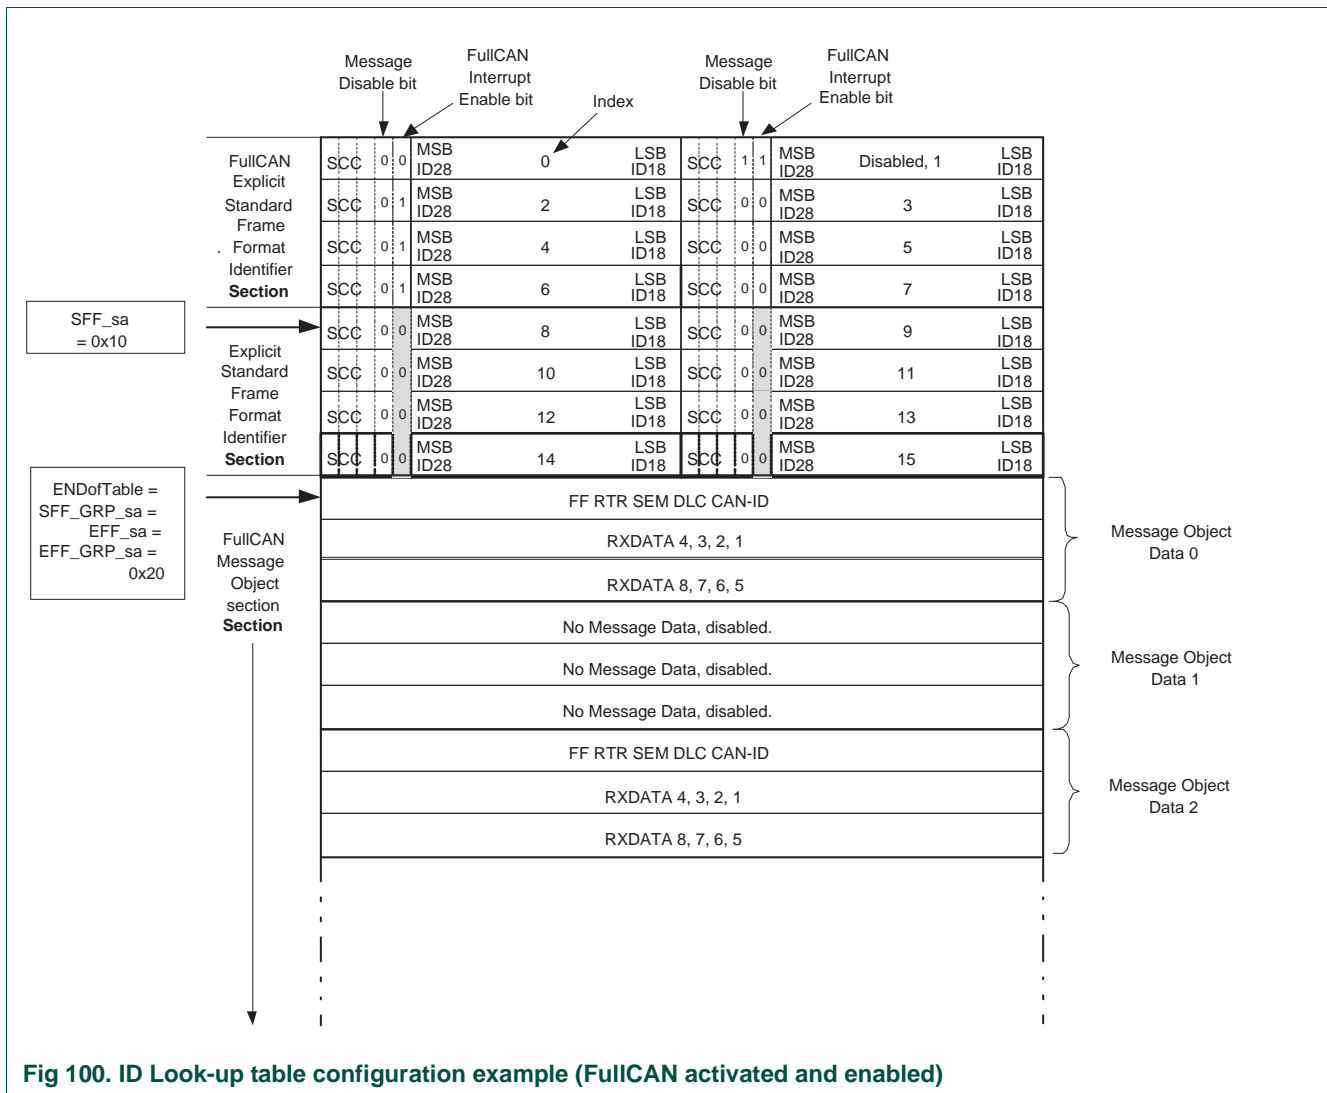 Message
Disable bit
FullCAN
Interrupt
Enable bit
Index
Message
Disable bit
FullCAN
Interrupt
Enable bit
FullCAN
Explicit
Standard
Frame
. Format
Identifier
Section
SCC 0 0 MSB ID28 0 LSB ID18 SCC 1 1 MSB ID28 Disabled, 1 LSB ID18
SCC 0 1 MSB ID28 2 LSB ID18 SCC 0 0 MSB ID28 3 LSB ID18
SCC 0 1 MSB ID28 4 LSB ID18 SCC 0 0 MSB ID28 5 LSB ID18
SCC 0 1 MSB ID28 6 LSB ID18 SCC 0 0 MSB ID28 7 LSB ID18
SFF_sa
= 0x10
Explicit
Standard
Frame
Format
Identifier
Section
SCC 0 0 MSB ID28 8 LSB ID18 SCC 0 0 MSB ID28 9 LSB ID18
SCC 0 0 MSB ID28 10 LSB ID18 SCC 0 0 MSB ID28 11 LSB ID18
SCC 0 0 MSB ID28 12 LSB ID18 SCC 0 0 MSB ID28 13 LSB ID18
SCC 0 0 MSB ID28 14 LSB ID18 SCC 0 0 MSB ID28 15 LSB ID18
ENDofTable =
SFF_GRP_sa =
EFF_sa =
EFF_GRP_sa =
0x20
FullCAN
Message
Object
section
Section
FF RTR SEM DLC CAN-ID
RXDATA 4, 3, 2, 1
RXDATA 8, 7, 6, 5
Message Object
Data 0
No Message Data, disabled.
No Message Data, disabled.
No Message Data, disabled.
Message Object
Data 1
FF RTR SEM DLC CAN-ID
RXDATA 4, 3, 2, 1
RXDATA 8, 7, 6, 5
Message Object
Data 2
Fig 100. ID Look-up table configuration example (FullCAN activated and enabled)